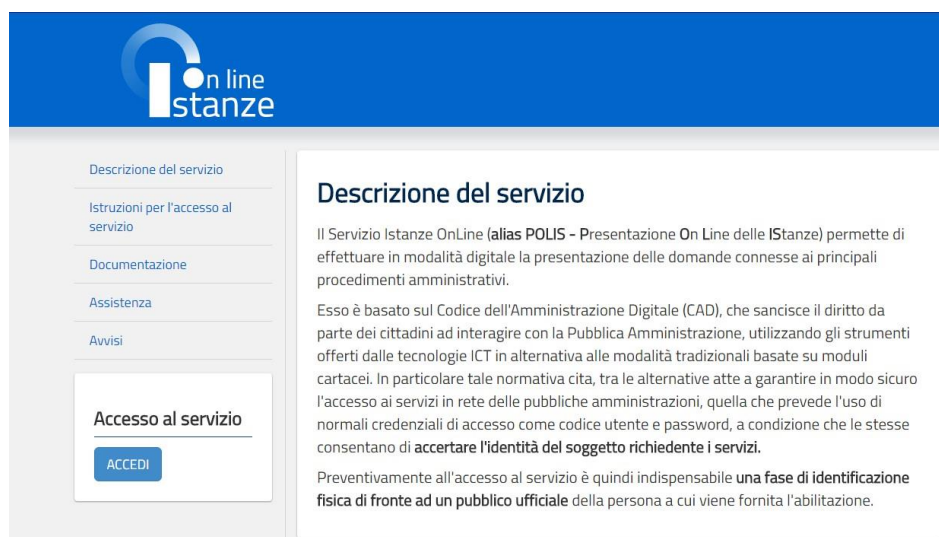 On line
Istanze
Descrizione del servizio
Istruzioni per l'accesso al
servizio
Documentazione
Assistenza
Avvisi
Accesso al servizio
ACCEDI
Descrizione del servizio
Il Servizio Istanze OnLine (alias POLIS - Presentazione On Line delle IStanze) permette di
effettuare in modalità digitale la presentazione delle domande connesse ai principali
procedimenti amministrativi.
Esso è basato sul Codice dell'Amministrazione Digitale (CAD), che sancisce il diritto da
parte dei cittadini ad interagire con la Pubblica Amministrazione, utilizzando gli strumenti
offerti dalle tecnologie ICT in alternativa alle modalità tradizionali basate su moduli
cartacei. In particolare tale normativa cita, tra le alternative atte a garantire in modo sicuro
l'accesso ai servizi in rete delle pubbliche amministrazioni, quella che prevede l'uso di
normali credenziali di accesso come codice utente e password, a condizione che le stesse
consentano di accertare l'identità del soggetto richiedente i servizi.
Preventivamente all'accesso al servizio è quindi indispensabile una fase di identificazione
fisica di fronte ad un pubblico ufficiale della persona a cui viene fornita l'abilitazione.